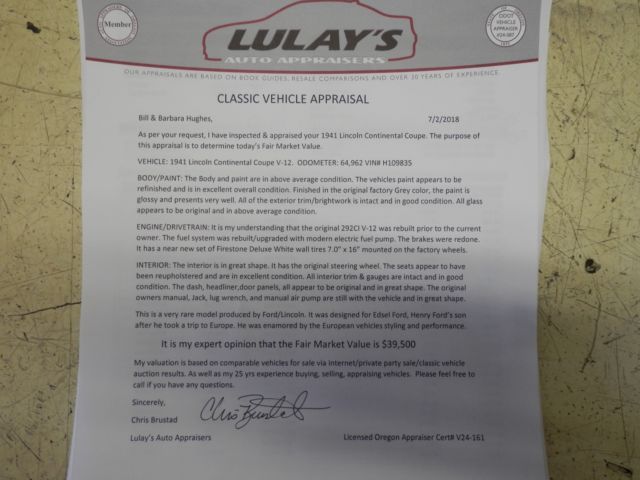 Member
LULAY'S
AUTO APPRAISERS
ODOT
VEHICLE
APPRAISER
OUR APPRAISALS ARE BASED ON BOOK GUIDES, RESALE COMPARISONS AND OVER 30 YEARS OF EXPERIENCE.
CLASSIC VEHICLE APPRAISAL
Bill & Barbara Hughes, 7/2/2018
As per your request, I have inspected & appraised your 1941 Lincoln Continental Coupe. The purpose of
this appraisal is to determine today's Fair Market Value.
VEHICLE: 1941 Lincoln Continental Coupe V-12. ODOMETER: 64,962 VIN# H109835
BODY/PAINT: The Body and paint are in above average condition. The vehicles paint appears to be
refinished and is in excellent overall condition. Finished in the original factory Grey color, the paint is
glossy and presents very well. All of the exterior trim/brightwork is intact and in good condition. All glass
appears to be original and in above average condition.
ENGINE/DRIVETRAIN: It is my understanding that the original 292CI V-12 was rebuilt prior to the current
owner. The fuel system was rebuilt/upgraded with modern electric fuel pump. The brakes were redone.
It has a near new set of Firestone Deluxe White wall tires 7.0" x 16" mounted on the factory wheels.
INTERIOR: The interior is in great shape. It has the original steering wheel. The seats appear to have
been reupholstered and are in excellent condition. All interior trim & gauges are intact and in good
condition. The dash, headliner,door panels, all appear to be original and in great shape. The original
owners manual, Jack, lug wrench, and manual air pump are still with the vehicle and in great shape.
This is a very rare model produced by Ford/Lincoln. It was designed for Edsel Ford, Henry Ford's son
after he took a trip to Europe. He was enamored by the European vehicles styling and performance.
It is my expert opinion that the Fair Market Value is $39,500
My valuation is based on comparable vehicles for sale via internet/private party sale/classic vehicle
auction results. As well as my 25 yrs experience buying, selling, appraising vehicles. Please feel free to
call if you have any questions.
Sincerely,
Chris Brustad
Chris Brustad
Lulay's Auto Appraisers Licensed Oregon Appraiser Cert# V24-161